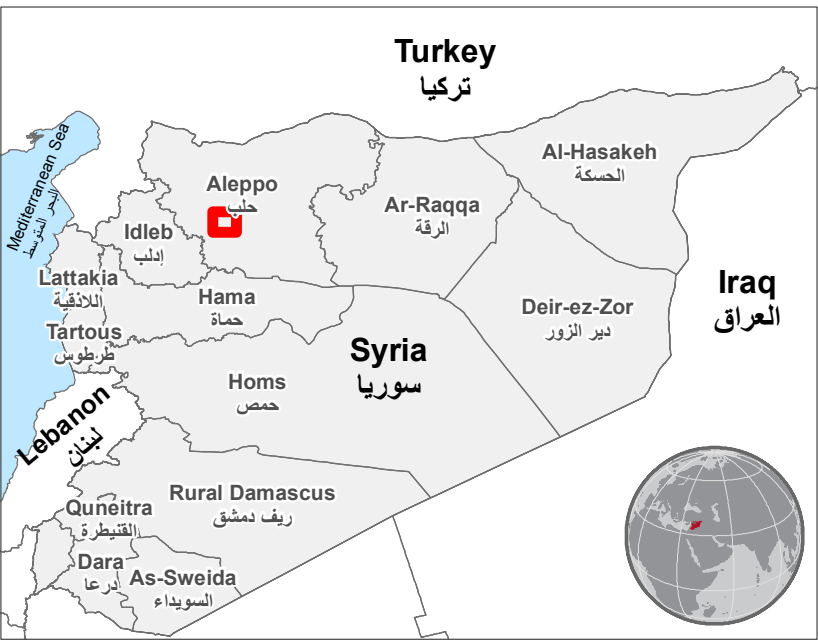 Turkey
تركيا
Mediterranean Sea
البحر المتوسط
Al-Hasakeh
الحسكة
Aleppo
حلب
Ar-Raqqa
الرقة
Idleb
إدلب
Lattakia
اللاذقية
Hama
حماة
Iraq
العراق
Deir-ez-Zor
دير الزور
Tartous
طرطوس
Syria
سوريا
Homs
حمص
Lebanon
لبنان
Rural Damascus
ريف دمشق
Quneitra
القنيطرة
Dara
درعا
As-Sweida
السويداء